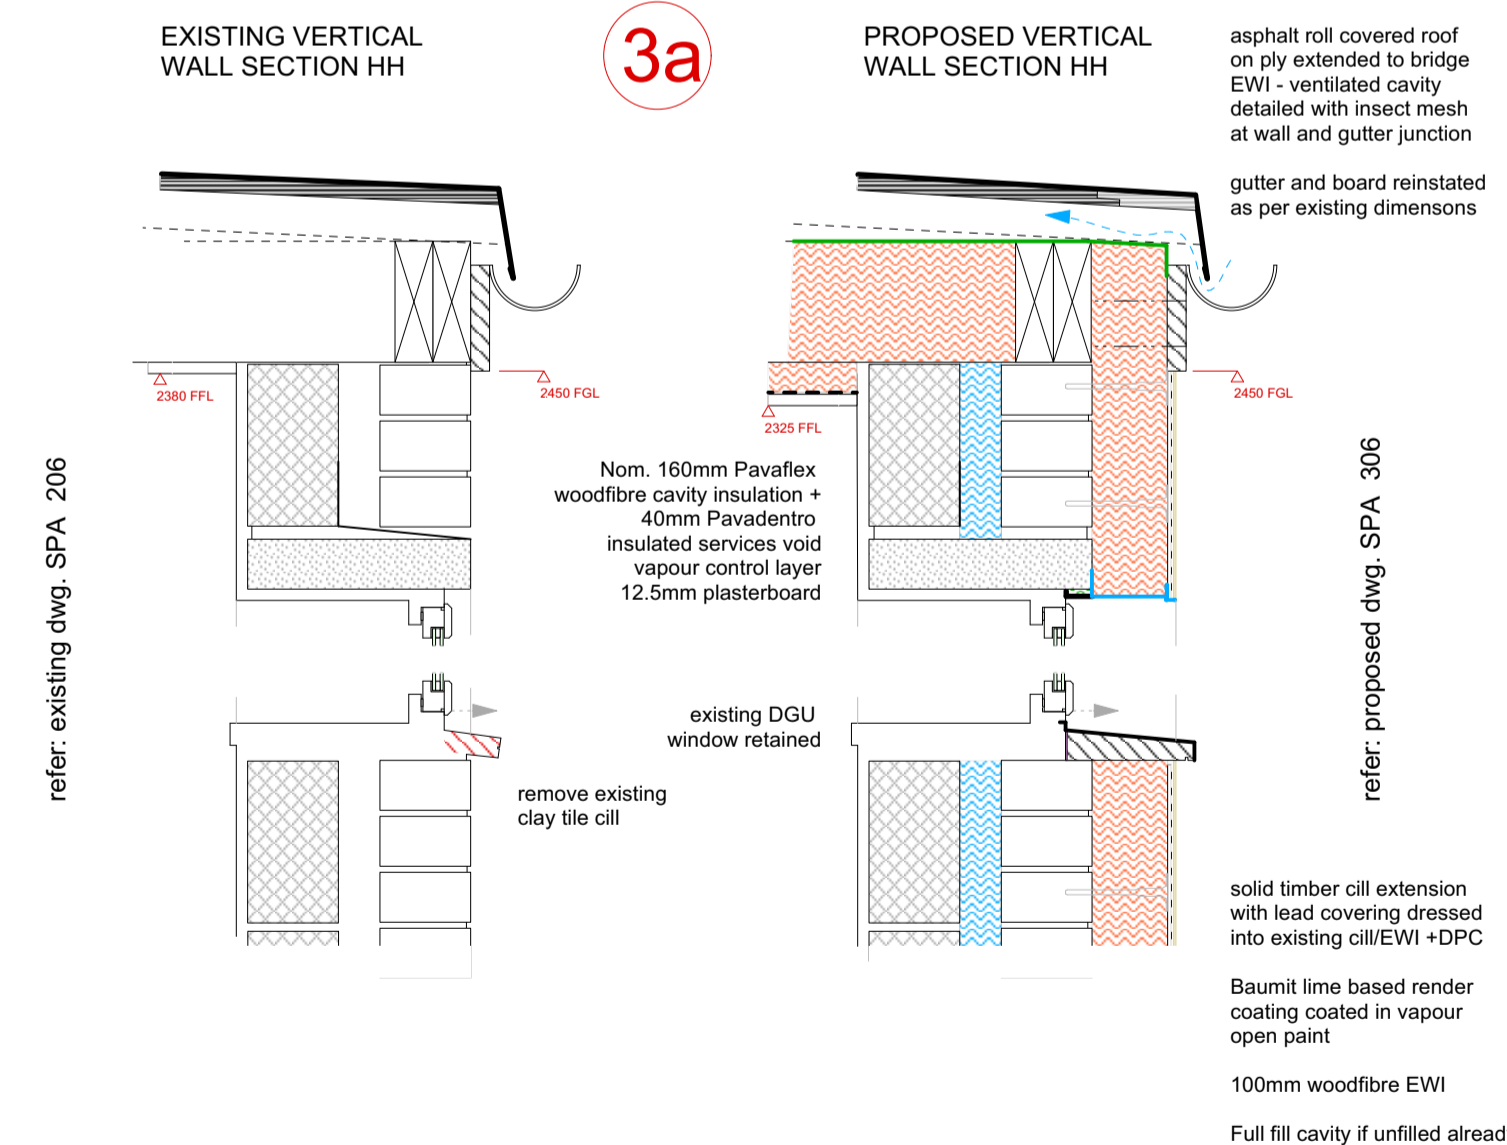 EXISTING VERTICAL
WALL SECTION HH
3a
PROPOSED VERTICAL
WALL SECTION HH
asphalt roll covered roof
on ply extended to bridge
EWI - ventilated cavity
detailed with insect mesh
at wall and gutter junction
gutter and board reinstated
as per existing dimensons
2380 FFL
2450 FGL
2325 FFL
2450 FGL
refer: existing dwg. SPA 206
Nom. 160mm Pavaflex
woodfibre cavity insulation +
40mm Pavadentro
insulated services void
vapour control layer
12.5mm plasterboard
refer: proposed dwg. SPA 306
existing DGU
window retained
remove existing
clay tile cill
solid timber cill extension
with lead covering dressed
into existing cill/EWI +DPC
Baumit lime based render
coating coated in vapour
open paint
100mm woodfibre EWI
Full fill cavity if unfilled alread